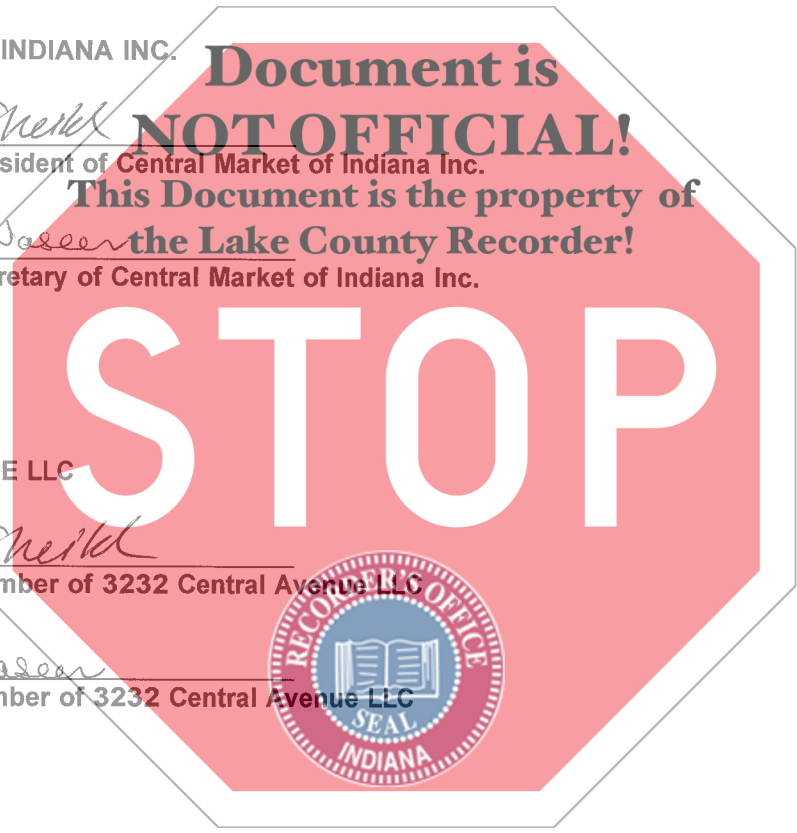 INDIANA INC.
Document is
NOT OFFICIAL!
Sheikh
sident of Central Market of Indiana Inc.
This Document is the property of
the Lake County Recorder!
retary of Central Market of Indiana Inc.
STOP
E LLC
Sheikh
mber of 3232 Central Avenue LLC
RECORDER'S OFFICE
SEAL
INDIANA
mber of 3232 Central Avenue LLC